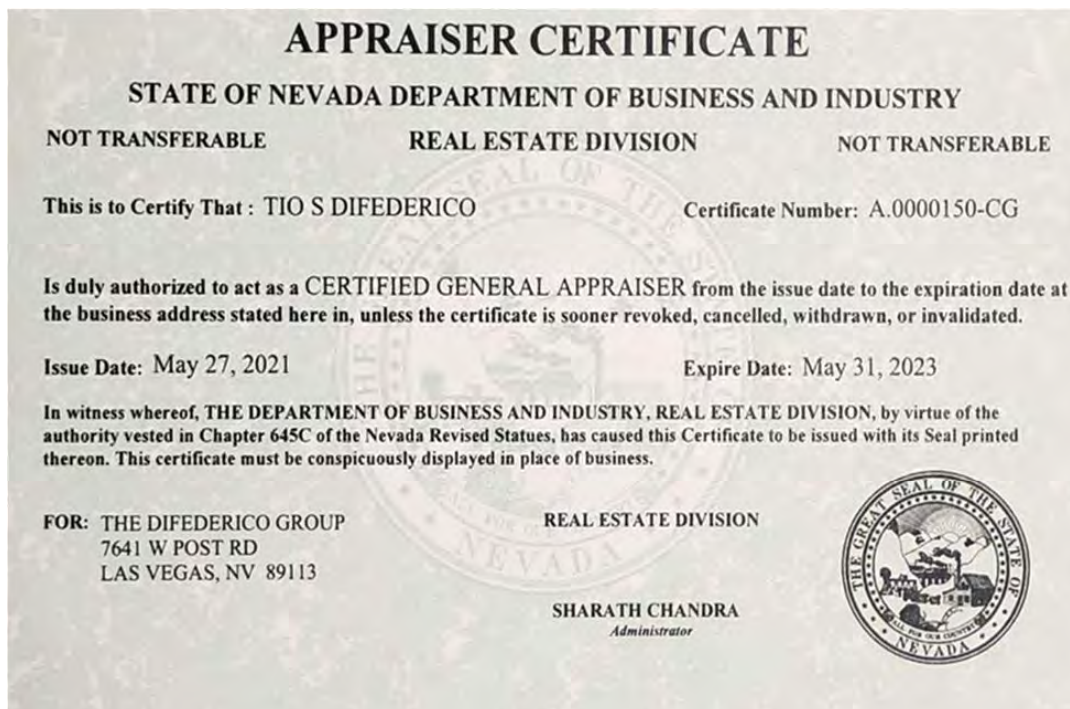 APPRAISER CERTIFICATE
STATE OF NEVADA DEPARTMENT OF BUSINESS AND INDUSTRY
NOT TRANSFERABLE REAL ESTATE DIVISION NOT TRANSFERABLE
This is to Certify That : TIO S DIFEDERICO Certificate Number: A.0000150-CG
Is duly authorized to act as a CERTIFIED GENERAL APPRAISER from the issue date to the expiration date at
the business address stated here in, unless the certificate is sooner revoked, cancelled, withdrawn, or invalidated.
Issue Date: May 27, 2021 Expire Date: May 31, 2023
In witness whereof, THE DEPARTMENT OF BUSINESS AND INDUSTRY, REAL ESTATE DIVISION, by virtue of the
authority vested in Chapter 645C of the Nevada Revised Statues, has caused this Certificate to be issued with its Seal printed
thereon. This certificate must be conspicuously displayed in place of business.
FOR: THE DIFEDERICO GROUP REAL ESTATE DIVISION
7641 W POST RD
LAS VEGAS, NV 89113
SHARATH CHANDRA
Administrator
THE GREAT SEAL OF THE STATE OF
ALL FOR OUR COUNTRY
NEVADA